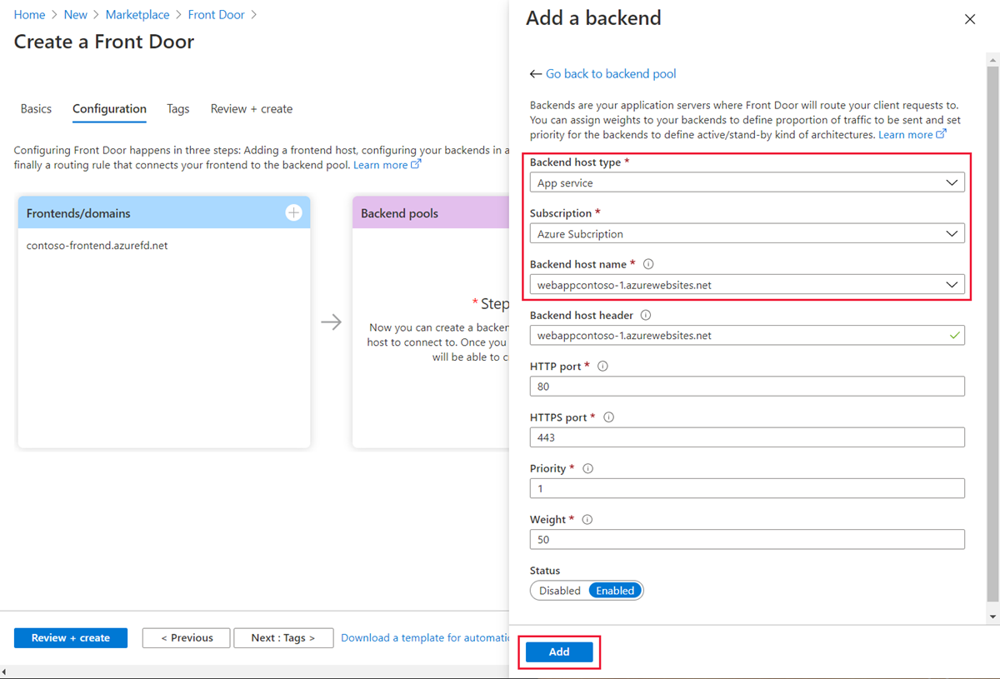 Home > New > Marketplace > Front Door >
Create a Front Door
Basics Configuration Tags Review + create
Configuring Front Door happens in three steps: Adding a frontend host, configuring your backends in a
finally a routing rule that connects your frontend to the backend pool. Learn more
Frontends/domains
contoso-frontend.azurefd.net
Backend pools
* Step
Now you can create a backen
host to connect to. Once you
will be able to c
Review + create
< Previous
Next : Tags >
Download a template for automatio
Add a backend
Go back to backend pool
Backends are your application servers where Front Door will route your client requests to.
You can assign weights to your backends to define proportion of traffic to be sent and set
priority for the backends to define active/stand-by kind of architectures. Learn more
Backend host type *
App service
Subscription *
Azure Subcription
Backend host name *
webappcontoso-1.azurewebsites.net
Backend host header
webappcontoso-1.azurewebsites.net
HTTP port *
80
HTTPS port *
443
Priority *
1
Weight *
50
Status
Disabled Enabled
Add